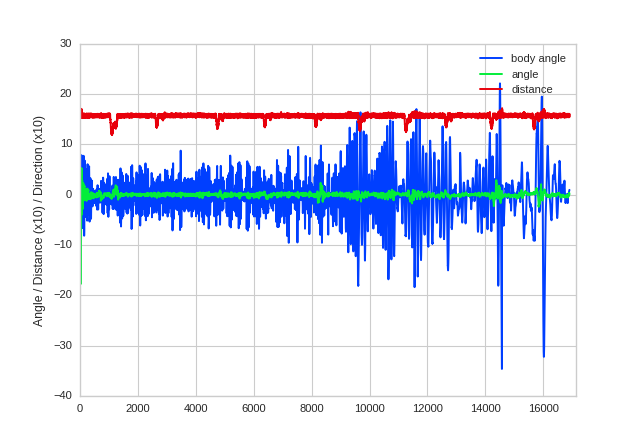 30
20
10
0
−10
−20
−30
−40
Angle / Distance (x10) / Direction (x10)
body angle
angle
distance
0 2000 4000 6000 8000 10000 12000 14000 16000